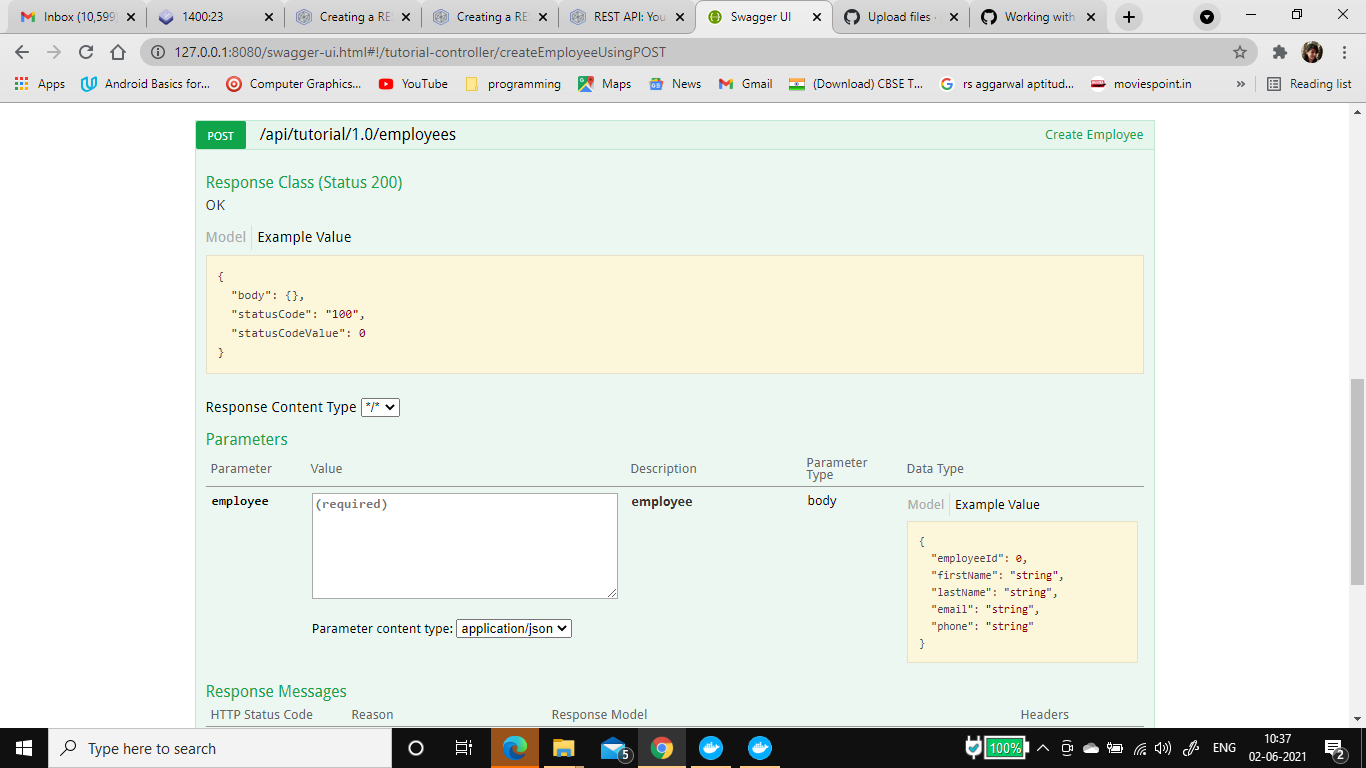 Inbox (10,599
1400:23
Creating a RE
Creating a RE
REST API: You
Swagger UI
Upload files ·
Working with
127.0.0.1:8080/swagger-ui.html#!/tutorial-controller/createEmployeeUsingPOST
Apps
Android Basics for...
Computer Graphics...
YouTube
programming
Maps
News
Gmail
(Download) CBSE T...
rs aggarwal aptitud...
moviespoint.in
»
Reading list
POST /api/tutorial/1.0/employees Create Employee
Response Class (Status 200)
OK
Model Example Value
{
"body": {},
"statusCode": "100",
"statusCodeValue": 0
}
Response Content Type */*
Parameters
Parameter Value Description Parameter Type Data Type
employee (required) employee body Model Example Value
{
"employeeId": 0,
"firstName": "string",
"lastName": "string",
"email": "string",
"phone": "string"
}
Parameter content type: application/json
Response Messages
HTTP Status Code Reason Response Model Headers
Type here to search
5
100%
ENG
10:37
02-06-2021
2